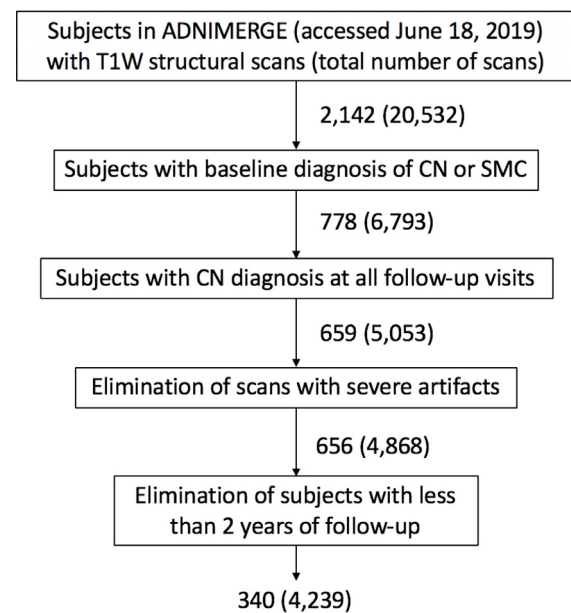 Subjects in ADNIMERGE (accessed June 18, 2019)
with T1W structural scans (total number of scans)
2,142 (20,532)
Subjects with baseline diagnosis of CN or SMC
778 (6,793)
Subjects with CN diagnosis at all follow-up visits
659 (5,053)
Elimination of scans with severe artifacts
656 (4,868)
Elimination of subjects with less
than 2 years of follow-up
340 (4,239)